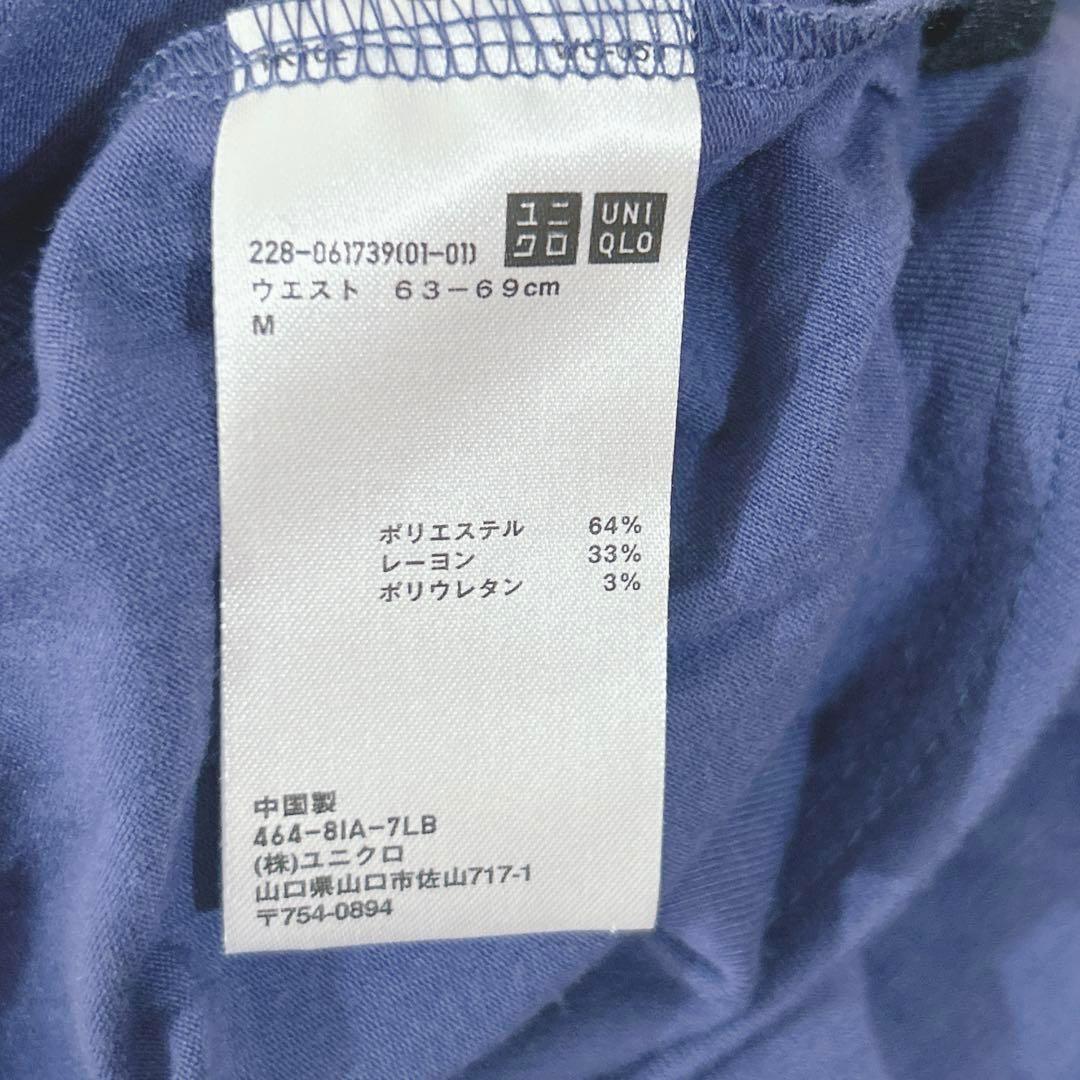 ユニ
クロ
UNI
QLO
228-061739(01-01)
ウエスト 63-69cm
M
ポリエステル 64%
レーヨン 33%
ポリウレタン 3%
中国製
464-8IA-7LB
(株)ユニクロ
山口県山口市佐山717-1
〒754-0894